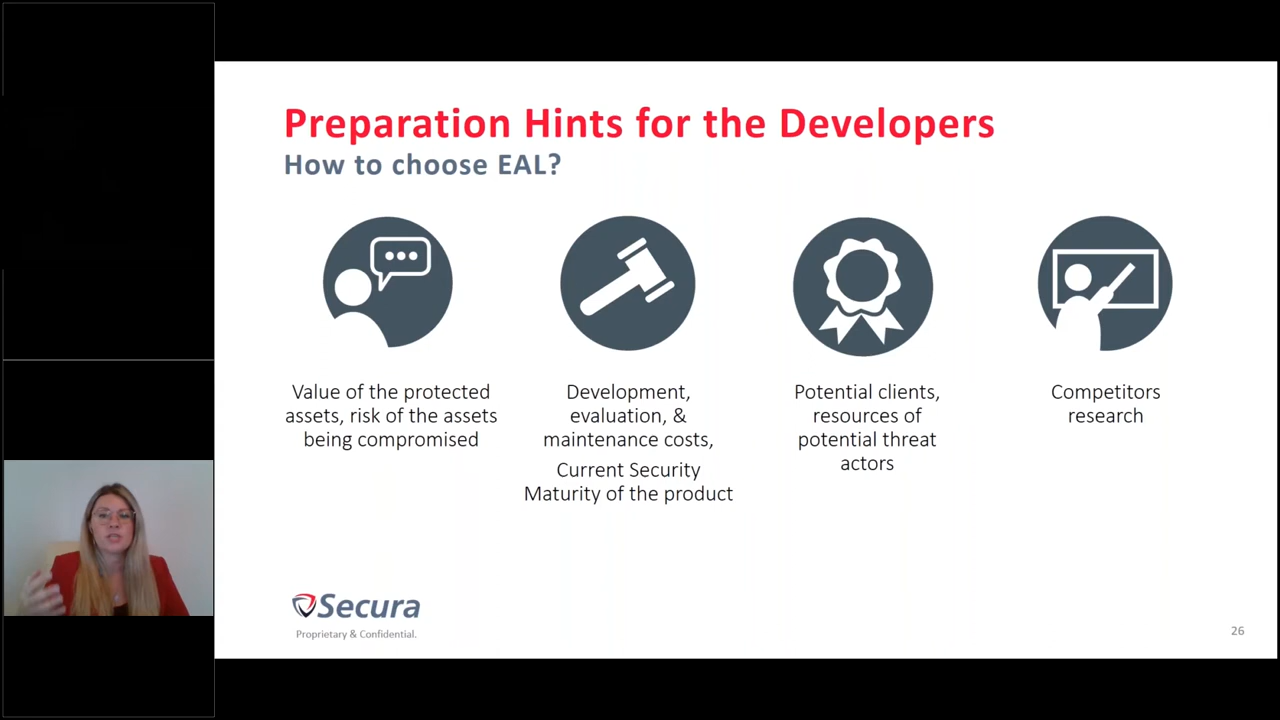 Preparation Hints for the Developers
How to choose EAL?
Value of the protected
assets, risk of the assets
being compromised
Development,
evaluation, &
maintenance costs,
Current Security
Maturity of the product
Potential clients,
resources of
potential threat
actors
Competitors
research
Secura
Proprietary & Confidential.
26